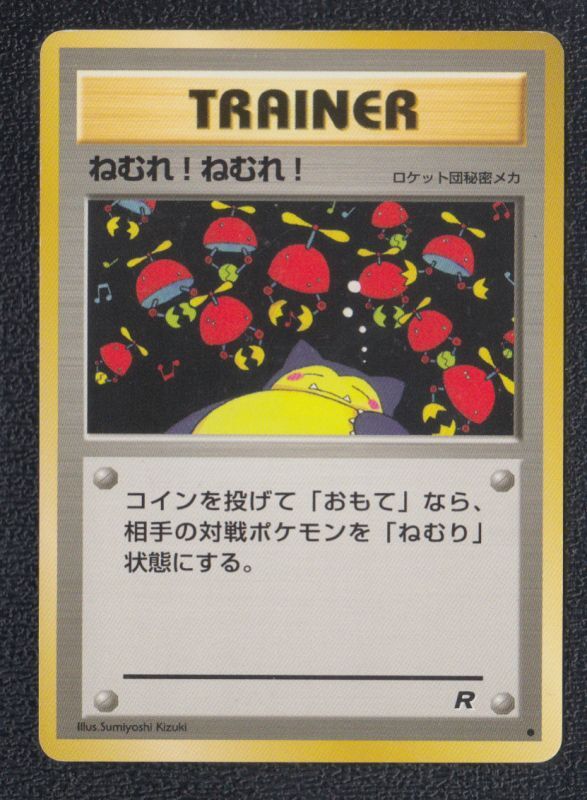 TRAINER
ねむれ！ねむれ！
ロケット団秘密メカ
コインを投げて「おもて」なら、
相手の対戦ポケモンを「ねむり」
状態にする。
R
Illus.Sumiyoshi Kizuki